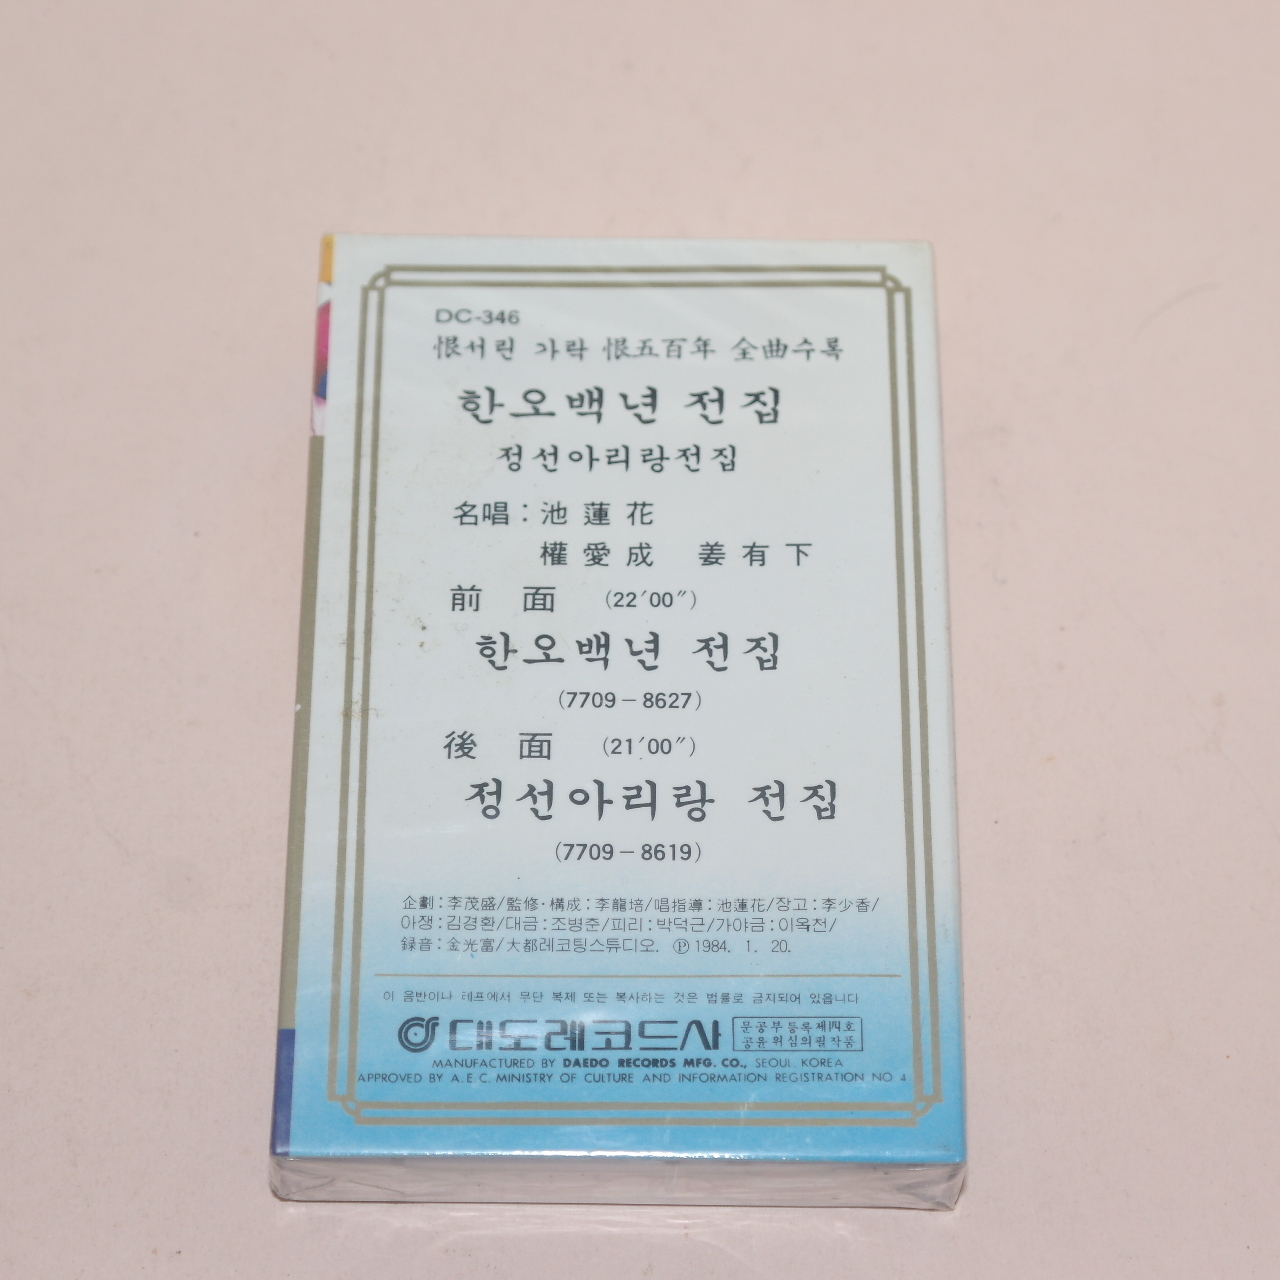 DC-346
恨서린 가락 恨五百年 全曲수록
한오백년 전집
정선아리랑전집
名唱 : 池蓮花
權愛成 姜有下
前面 (22′00″)
한오백년 전집
(7709－8627)
後面 (21′00″)
정선아리랑 전집
(7709－8619)
企劃 : 李茂盛/監修·構成 : 李龍培/唱指導 : 池蓮花/장고 : 李少香/
아쟁 : 김경환/대금 : 조병준/피리 : 박덕근/가야금 : 이옥천/
録音 : 金光富/大都레코팅스튜디오. Ⓟ 1984. 1. 20.
이 음반이나 테프에서 무단 복제 또는 복사하는 것은 법률로 금지되어 있읍니다
대도레코드사
문공부등록제四호
공윤위심의필작품
MANUFACTURED BY DAEDO RECORDS MFG. CO., SEOUL KOREA
APPROVED BY A.E.C. MINISTRY OF CULTURE AND INFORMATION REGISTRATION NO 4